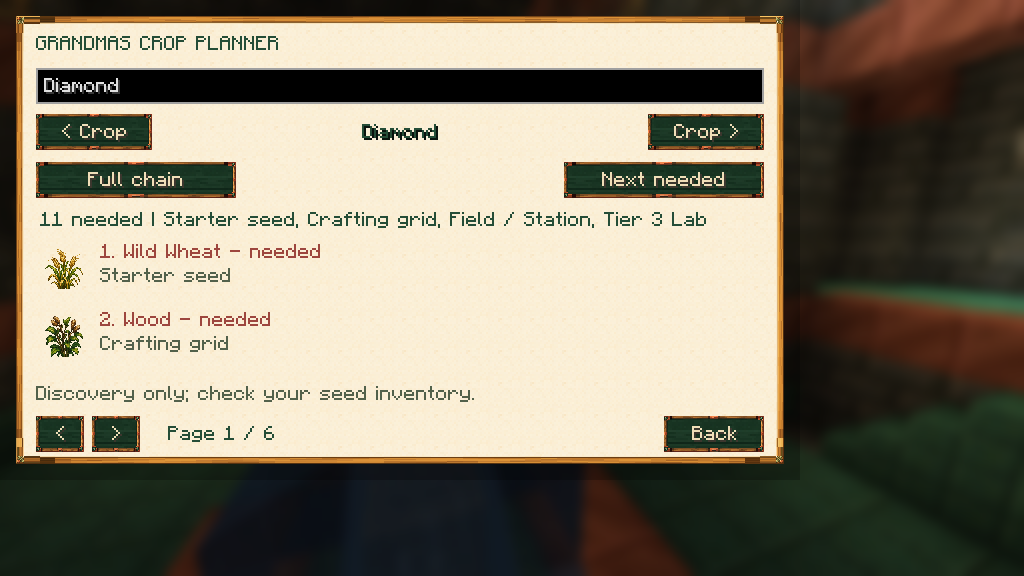 GRANDMAS CROP PLANNER
Diamond
< Crop
Diamond
Crop >
Full chain
Next needed
11 needed | Starter seed, Crafting grid, Field / Station, Tier 3 Lab
1. Wild Wheat - needed
Starter seed
2. Wood - needed
Crafting grid
Discovery only; check your seed inventory.
< > Page 1 / 6
Back